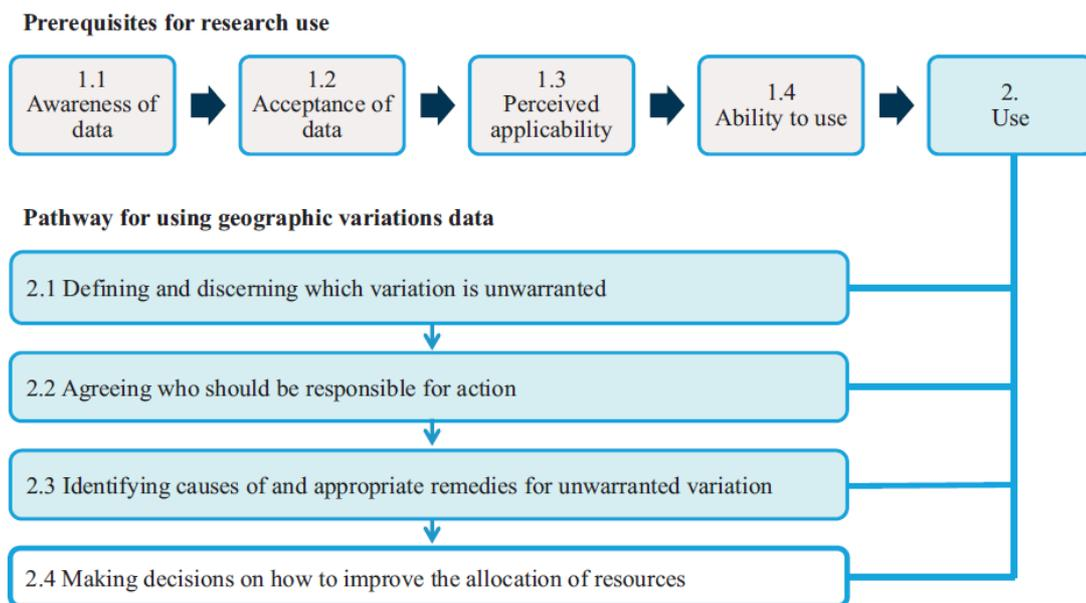 Prerequisites for research use
1.1
Awareness of
data
1.2
Acceptance of
data
1.3
Perceived
applicability
1.4
Ability to use
2.
Use
Pathway for using geographic variations data
2.1 Defining and discerning which variation is unwarranted
2.2 Agreeing who should be responsible for action
2.3 Identifying causes of and appropriate remedies for unwarranted variation
2.4 Making decisions on how to improve the allocation of resources